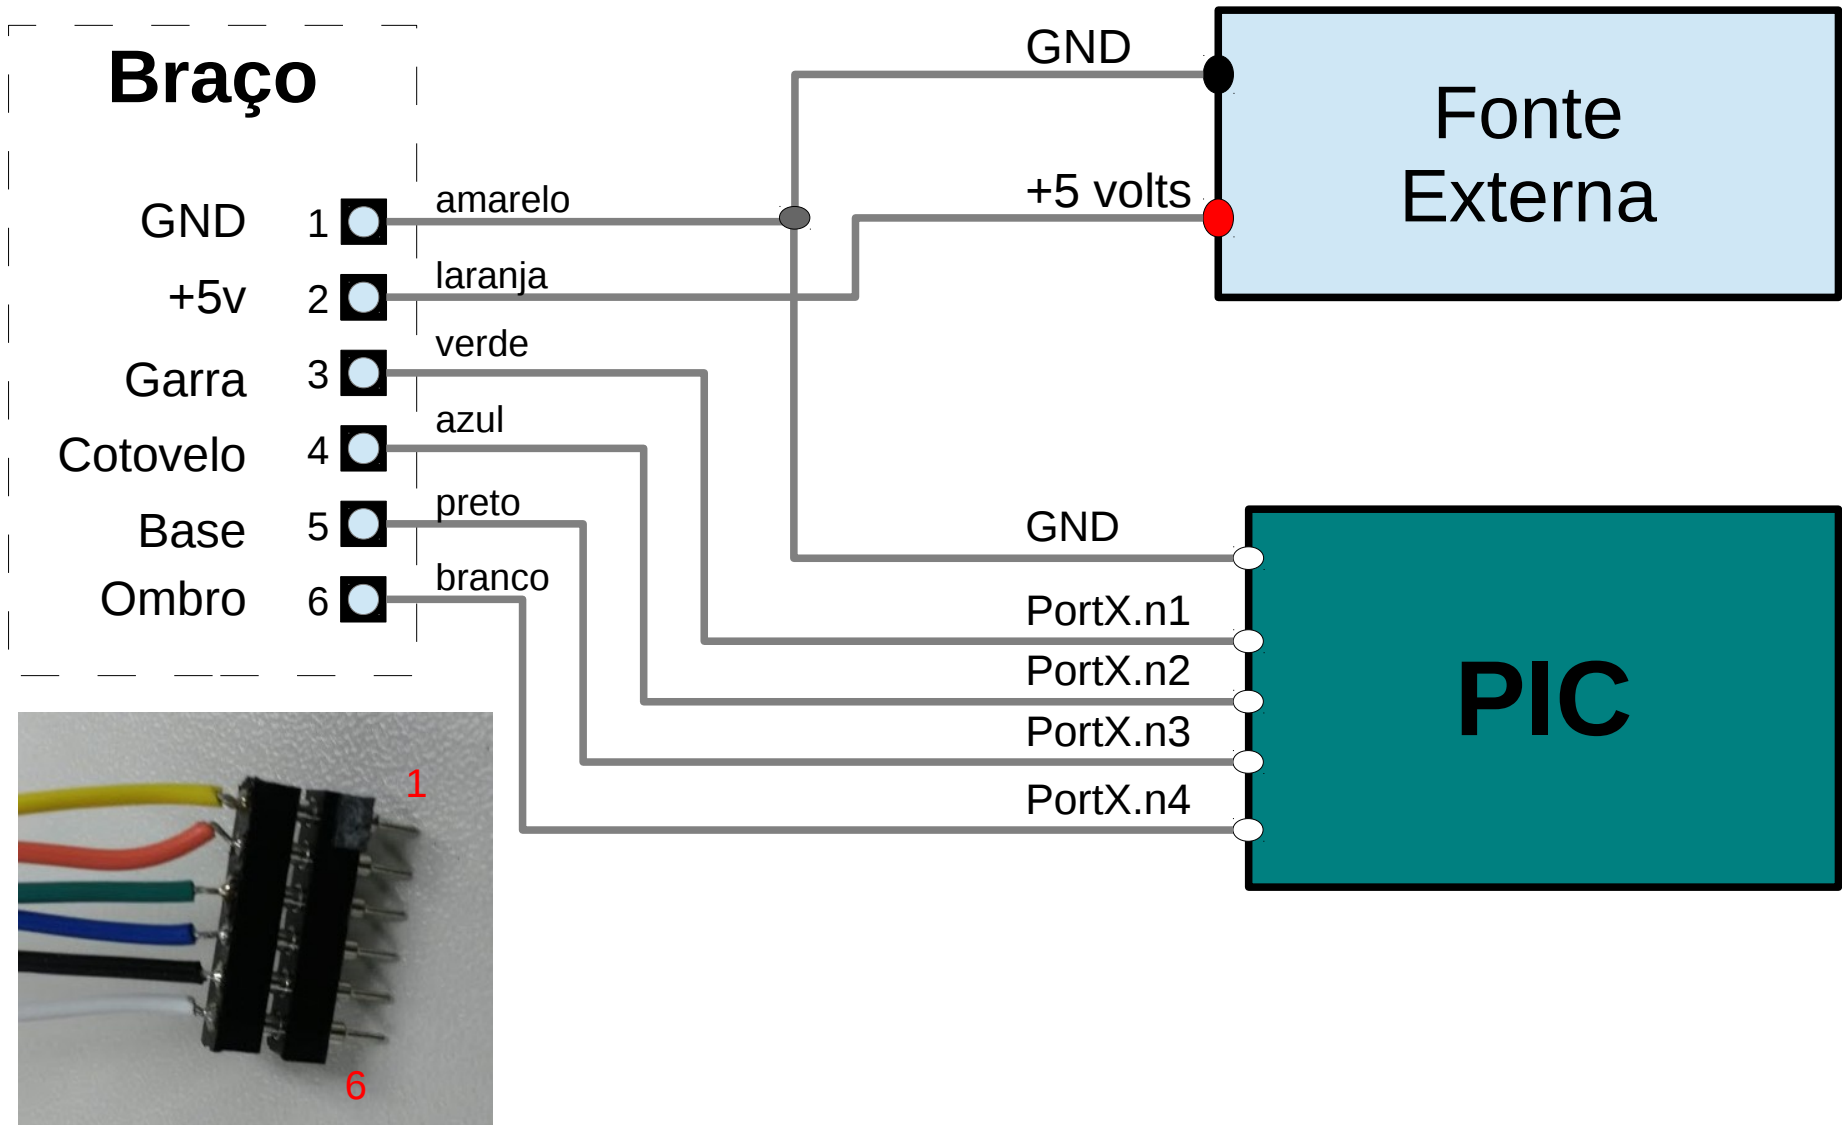 Braço
GND 1
+5v 2
Garra 3
Cotovelo 4
Base 5
Ombro 6
amarelo
laranja
verde
azul
preto
branco
GND
+5 volts
Fonte
Externa
GND
PortX.n1
PortX.n2
PortX.n3
PortX.n4
PIC
1
6